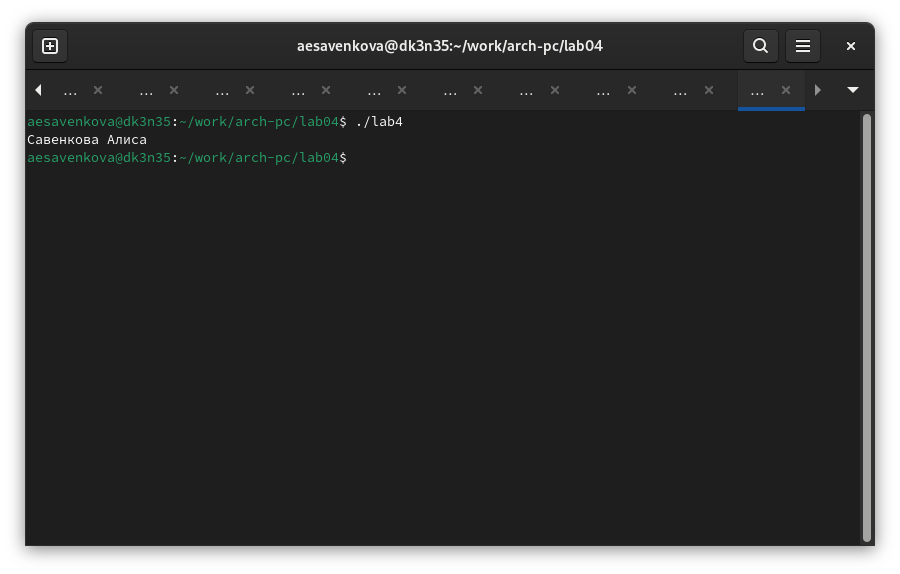 aesavenkova@dk3n35:~/work/arch-pc/lab04
... ... ... ... ... ... ... ... ... ...
aesavenkova@dk3n35:~/work/arch-pc/lab04$ ./lab4
Савенкова Алиса
aesavenkova@dk3n35:~/work/arch-pc/lab04$